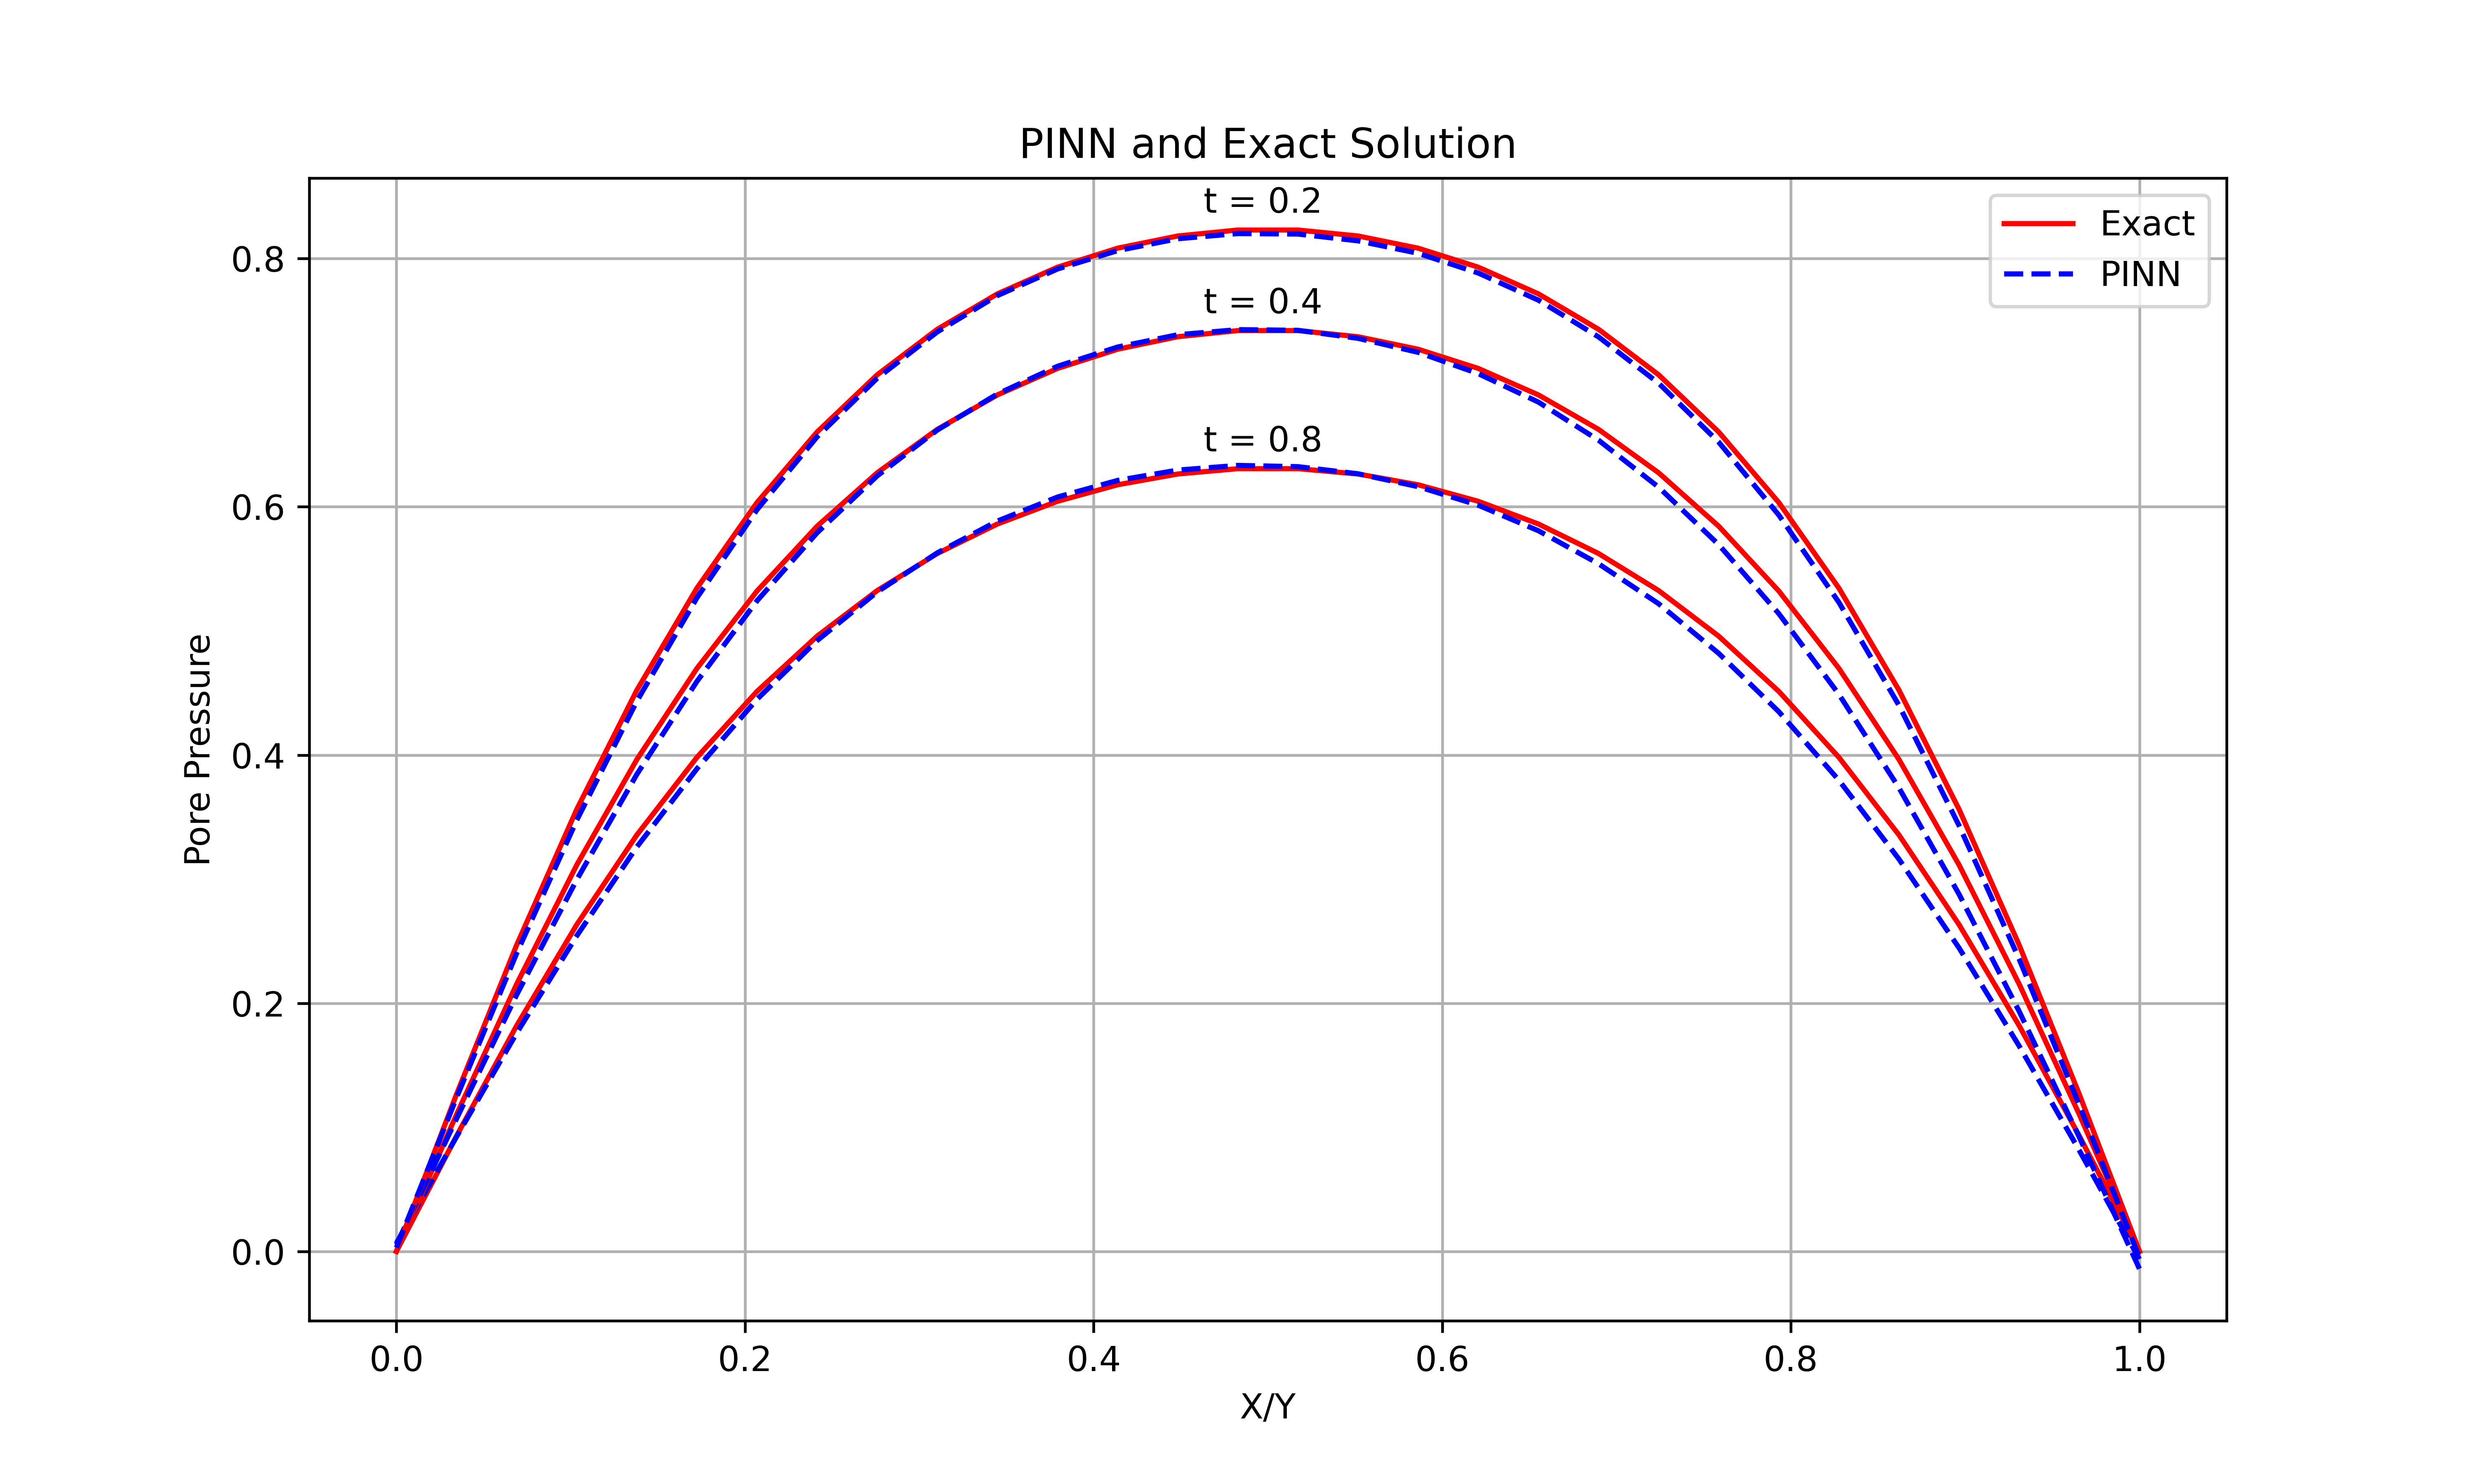 PINN and Exact Solution
t = 0.2
Exact
PINN
t = 0.4
t = 0.8
0.8
0.6
0.4
0.2
0.0
Pore Pressure
0.0 0.2 0.4 0.6 0.8 1.0
X/Y